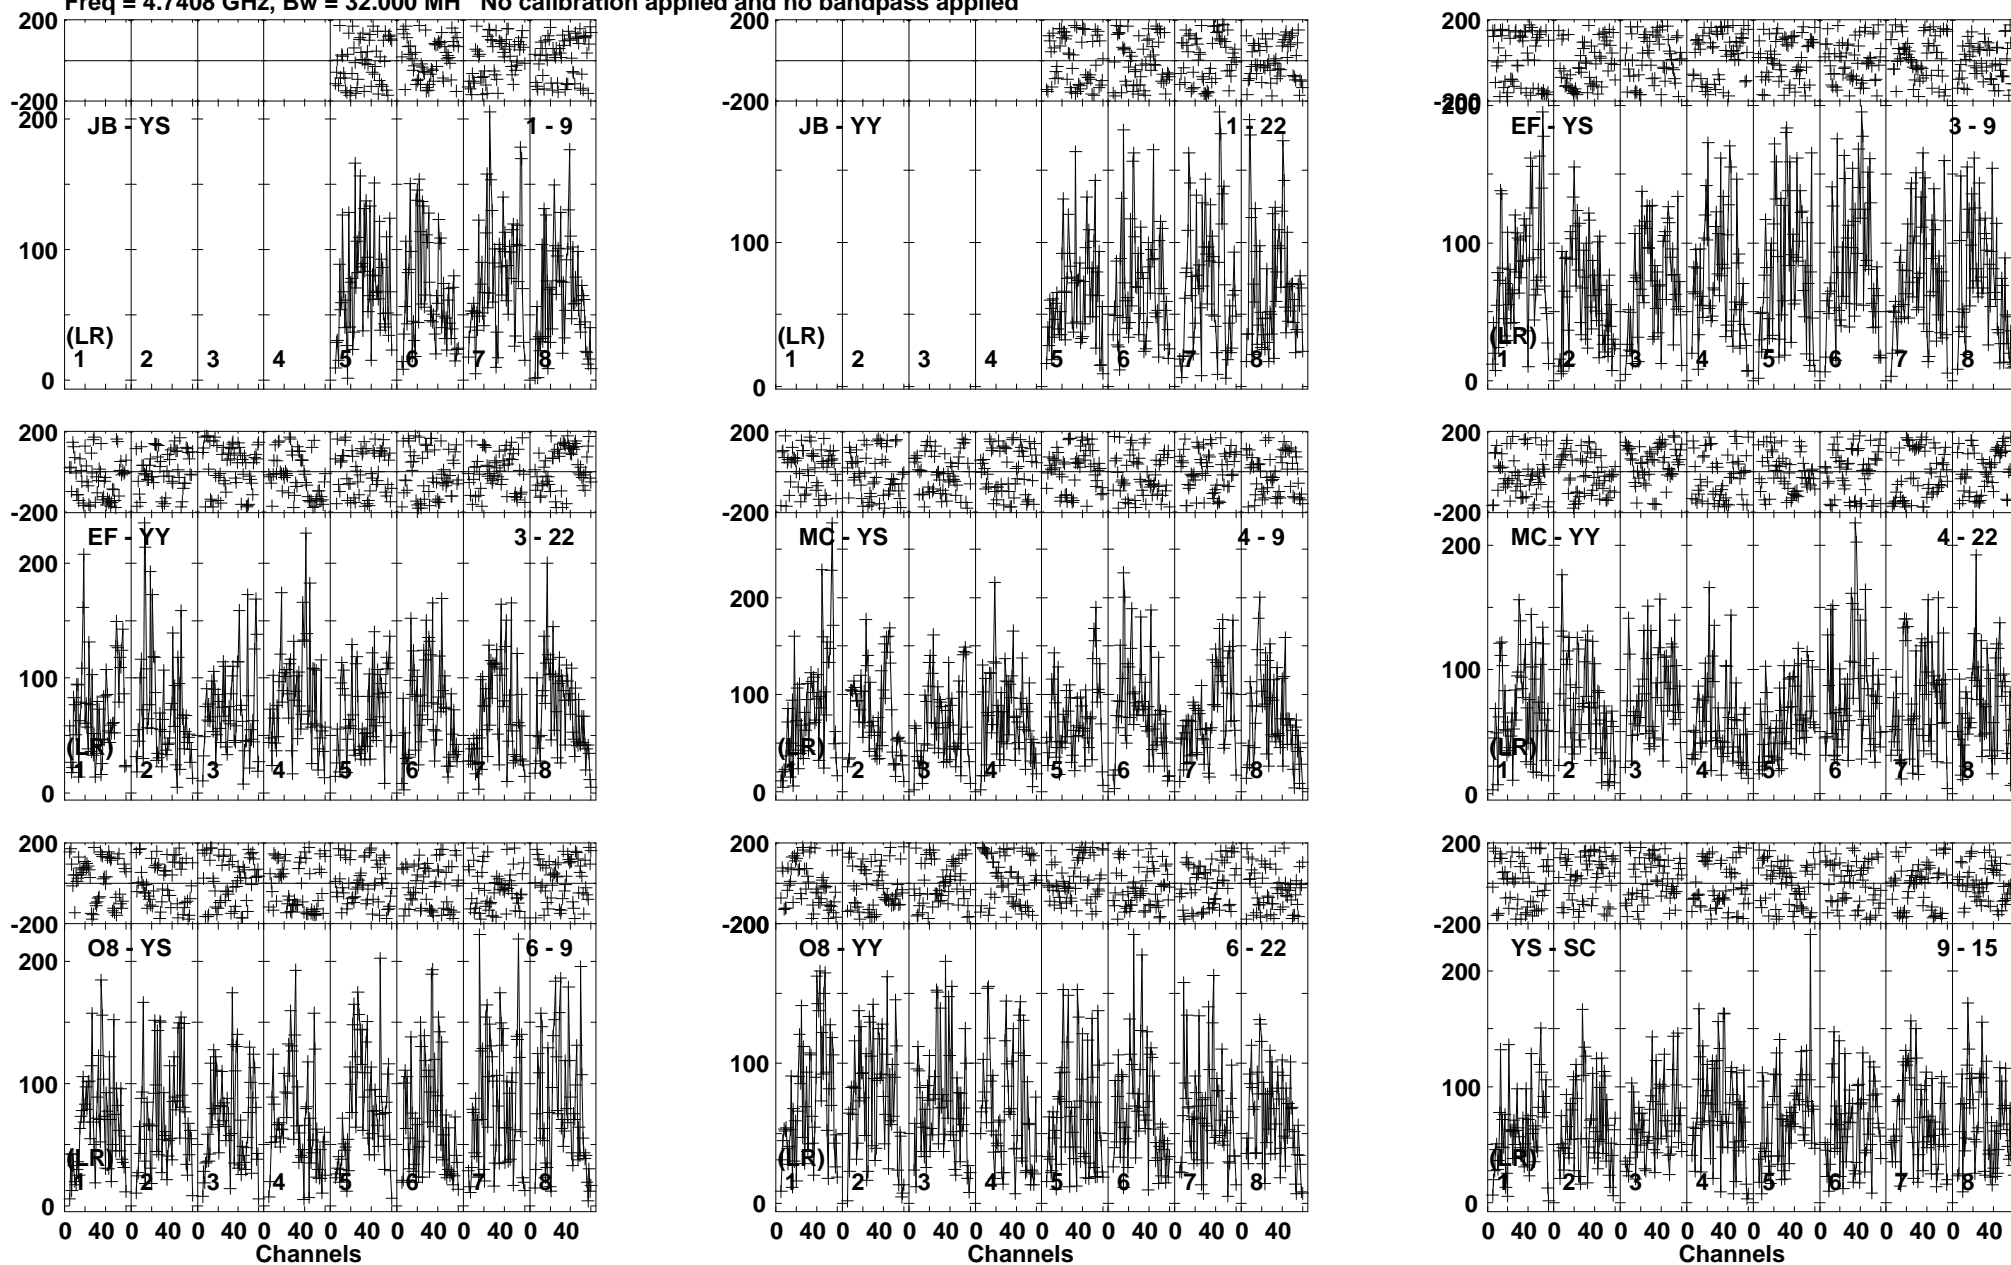 Freq = 4.7408 GHz, Bw = 32.000 MH No calibration applied and no bandpass applied
200 200 200
-200 -200 -200
200 200
JB - YS 1 - 9 JB - YY 1 - 22 EF - YS 3 - 9
100 100 100
(LR) (LR) (LR)
1 2 3 4 5 6 7 8 1 2 3 4 5 6 7 8 1 2 3 4 5 6 7 8
0 0 0
200 200 200
-200 -200 -200
EF - YY 3 - 22 MC - YS 4 - 9 MC - YY 4 - 22
200 200 200
100 100 100
(LR) (LR) (LR)
1 2 3 4 5 6 7 8 1 2 3 4 5 6 7 8 1 2 3 4 5 6 7 8
0 0 0
200 200 200
-200 -200 -200
200
O8 - YS 6 - 9 O8 - YY 6 - 22 YS - SC 9 - 15
200 200
100 100 100
(LR) (LR) (LR)
1 2 3 4 5 6 7 8 1 2 3 4 5 6 7 8 1 2 3 4 5 6 7 8
0 0 0
0 40 0 40 0 40 0 40 0 40 0 40 0 40 0 40 0 40 0 40 0 40 0 40 0 40 0 40 0 40 0 40 0 40 0 40 0 40 0 40 0 40 0 40 0 40 0 40
Channels Channels Channels